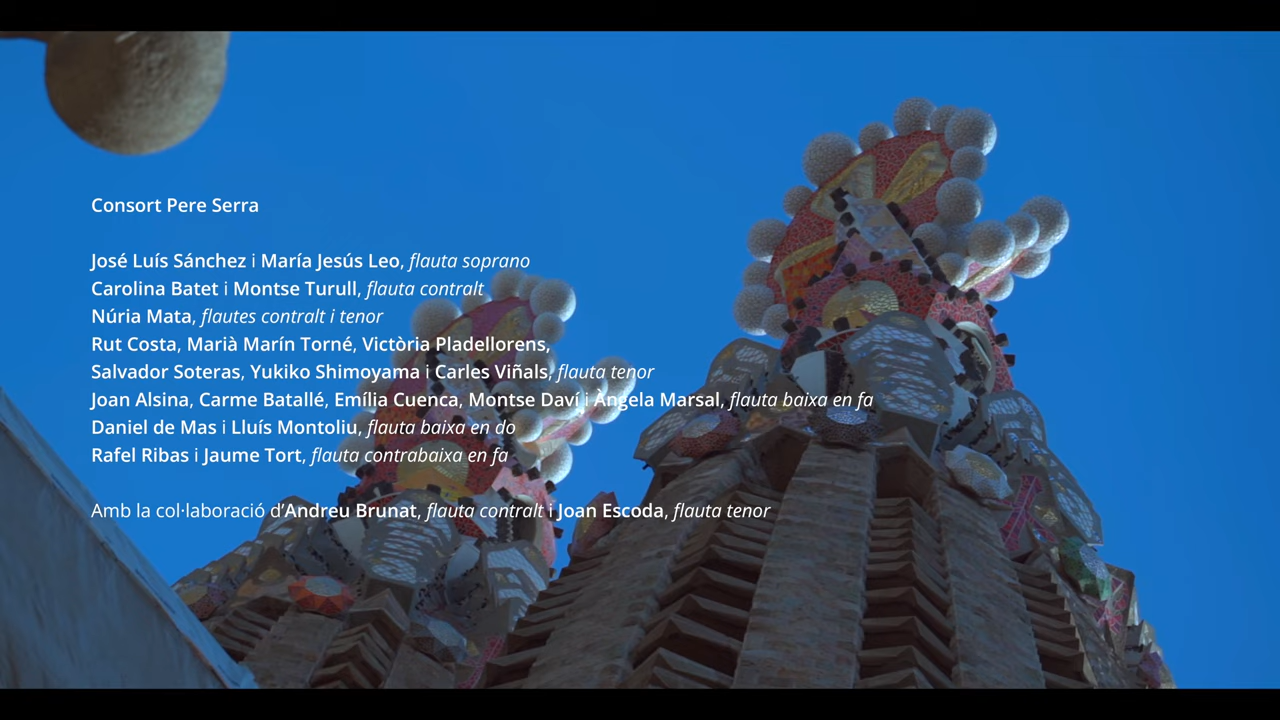 Consort Pere Serra
José Luís Sánchez i María Jesús Leo, flauta soprano
Carolina Batet i Montse Turull, flauta contralt
Núria Mata, flautes contralt i tenor
Rut Costa, Marià Marín Torné, Victòria Pladellorens,
Salvador Soteras, Yukiko Shimoyama i Carles Viñals, flauta tenor
Joan Alsina, Carme Batallé, Emília Cuenca, Montse Daví i Àngela Marsal, flauta baixa en fa
Daniel de Mas i Lluís Montoliu, flauta baixa en do
Rafel Ribas i Jaume Tort, flauta contrabaixa en fa
Amb la col·laboració d’Andreu Brunat, flauta contralt i Joan Escoda, flauta tenor